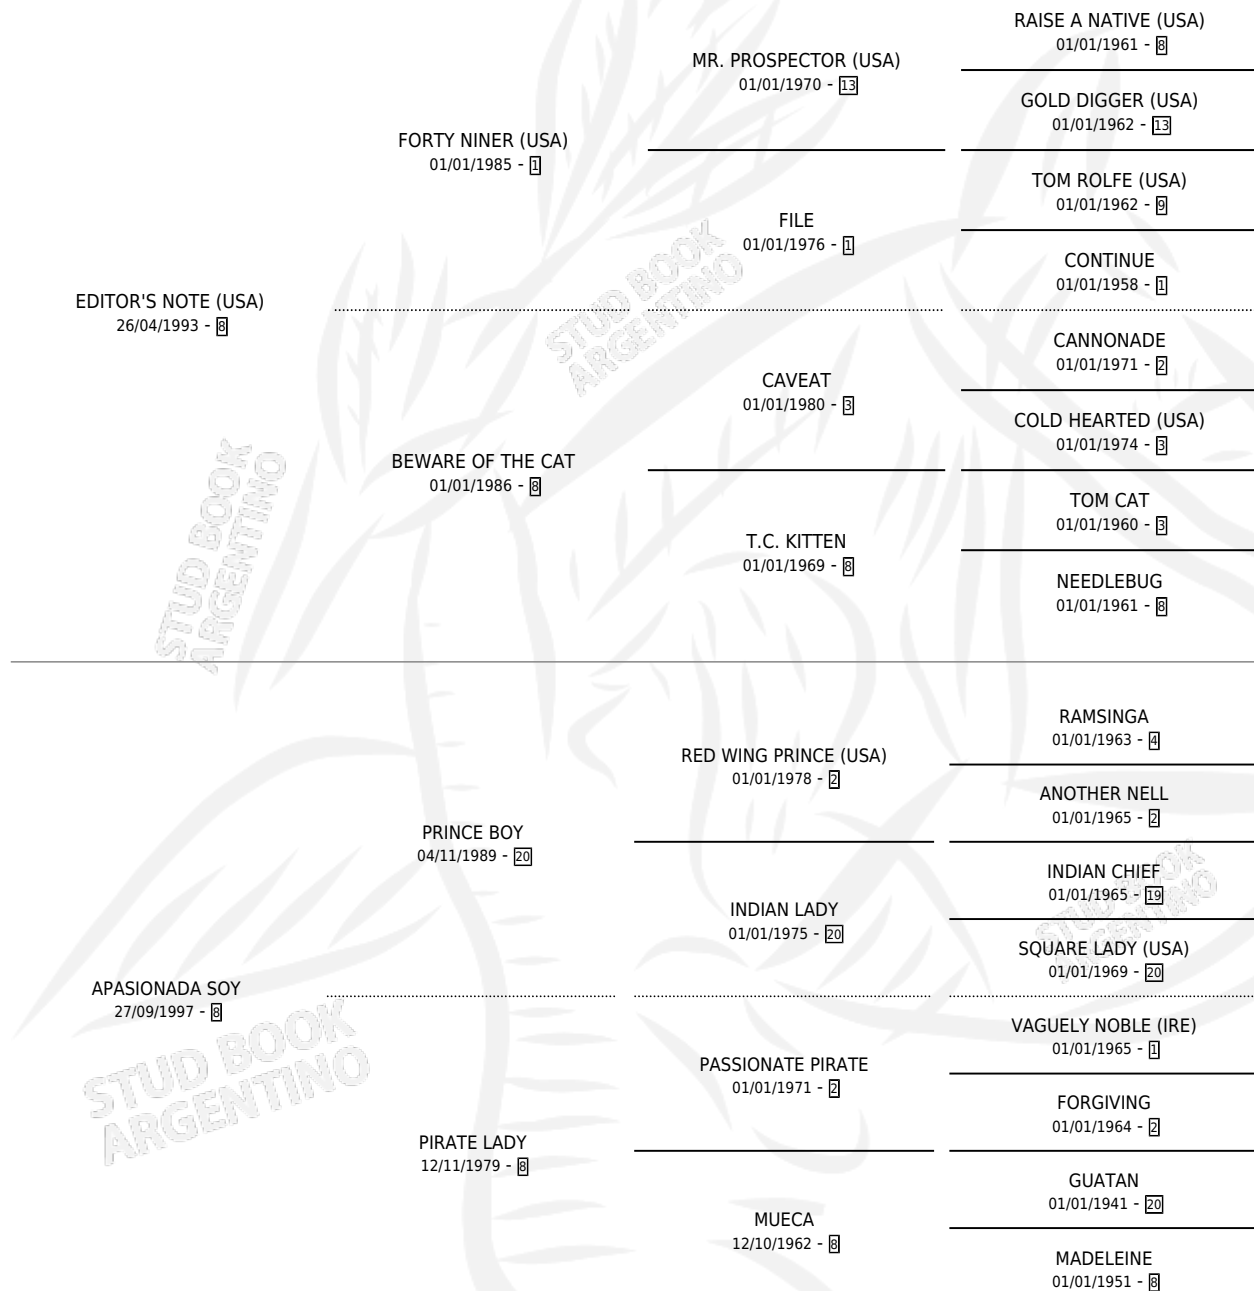 RAISE A NATIVE (USA)
01/01/1961 - 8
MR. PROSPECTOR (USA)
01/01/1970 - 13
GOLD DIGGER (USA)
01/01/1962 - 13
FORTY NINER (USA)
01/01/1985 - 1
TOM ROLFE (USA)
01/01/1962 - 9
FILE
01/01/1976 - 1
CONTINUE
01/01/1958 - 1
EDITOR'S NOTE (USA)
26/04/1993 - 8
CANNONADE
01/01/1971 - 2
CAVEAT
01/01/1980 - 3
COLD HEARTED (USA)
01/01/1974 - 3
BEWARE OF THE CAT
01/01/1986 - 8
TOM CAT
01/01/1960 - 3
T.C. KITTEN
01/01/1969 - 8
NEEDLEBUG
01/01/1961 - 8
STUD BOOK
ARGENTINO
STUD BOOK
ARGENTINO
RAMSINGA
01/01/1963 - 4
RED WING PRINCE (USA)
01/01/1978 - 2
ANOTHER NELL
01/01/1965 - 2
PRINCE BOY
04/11/1989 - 20
INDIAN CHIEF
01/01/1965 - 19
INDIAN LADY
01/01/1975 - 20
SQUARE LADY (USA)
01/01/1969 - 20
APASIONADA SOY
27/09/1997 - 8
VAGUELY NOBLE (IRE)
01/01/1965 - 1
PASSIONATE PIRATE
01/01/1971 - 2
FORGIVING
01/01/1964 - 2
PIRATE LADY
12/11/1979 - 8
GUATAN
01/01/1941 - 20
MUECA
12/10/1962 - 8
MADELEINE
01/01/1951 - 8
STUD BOOK
ARGENTINO
STUD BOOK
ARGENTINO